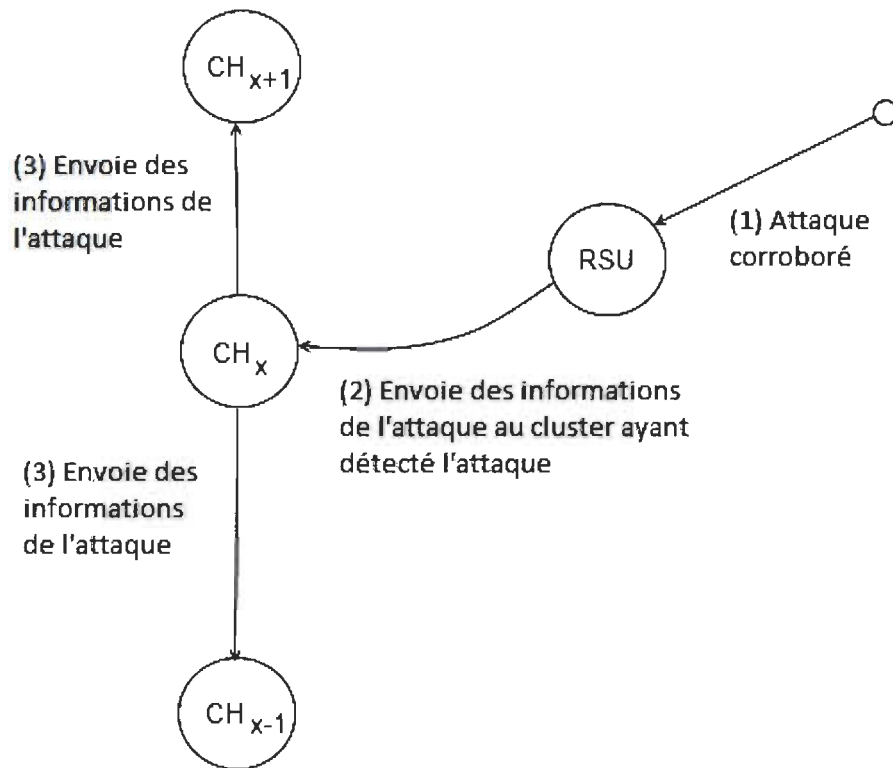 CH x+1
(3) Envoie des
informations de
l'attaque
(1) Attaque
corroboré
RSU
CH x
(2) Envoie des informations
de l'attaque au cluster ayant
détecté l'attaque
(3) Envoie des
informations
de l'attaque
CH x-1